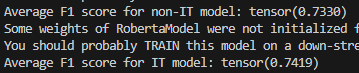 Average F1 score for non-IT model: tensor(0.7330)
Some weights of RobertaModel were not initialized f
You should probably TRAIN this model on a down-stre
Average F1 score for IT model: tensor(0.7419)